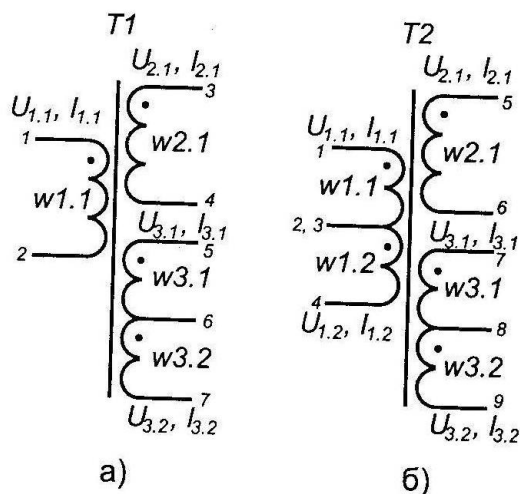 T1
U2.1, I2.1
3
U1.1, I1.1
1
w2.1
w1.1
4
U3.1, I3.1
2
5
w3.1
6
w3.2
7
U3.2, I3.2
а)
T2
U2.1, I2.1
5
U1.1, I1.1
1
w2.1
w1.1
6
2, 3
U3.1, I3.1
7
w1.2
w3.1
4
U1.2, I1.2
8
w3.2
9
U3.2, I3.2
б)